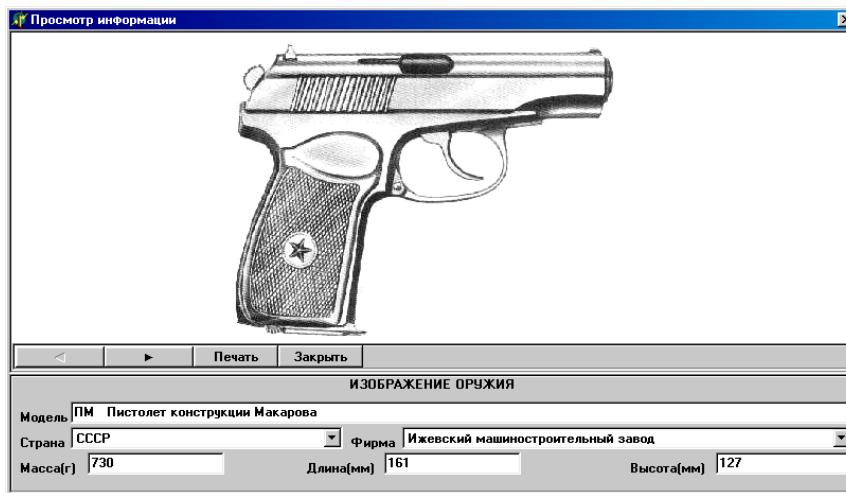 Просмотр информации
Печать Закрыть
ИЗОБРАЖЕНИЕ ОРУЖИЯ
Модель ПМ Пистолет конструкции Макарова
Страна СССР Фирма Ижевский машиностроительный завод
Масса(г) 730 Длина(мм) 161 Высота(мм) 127